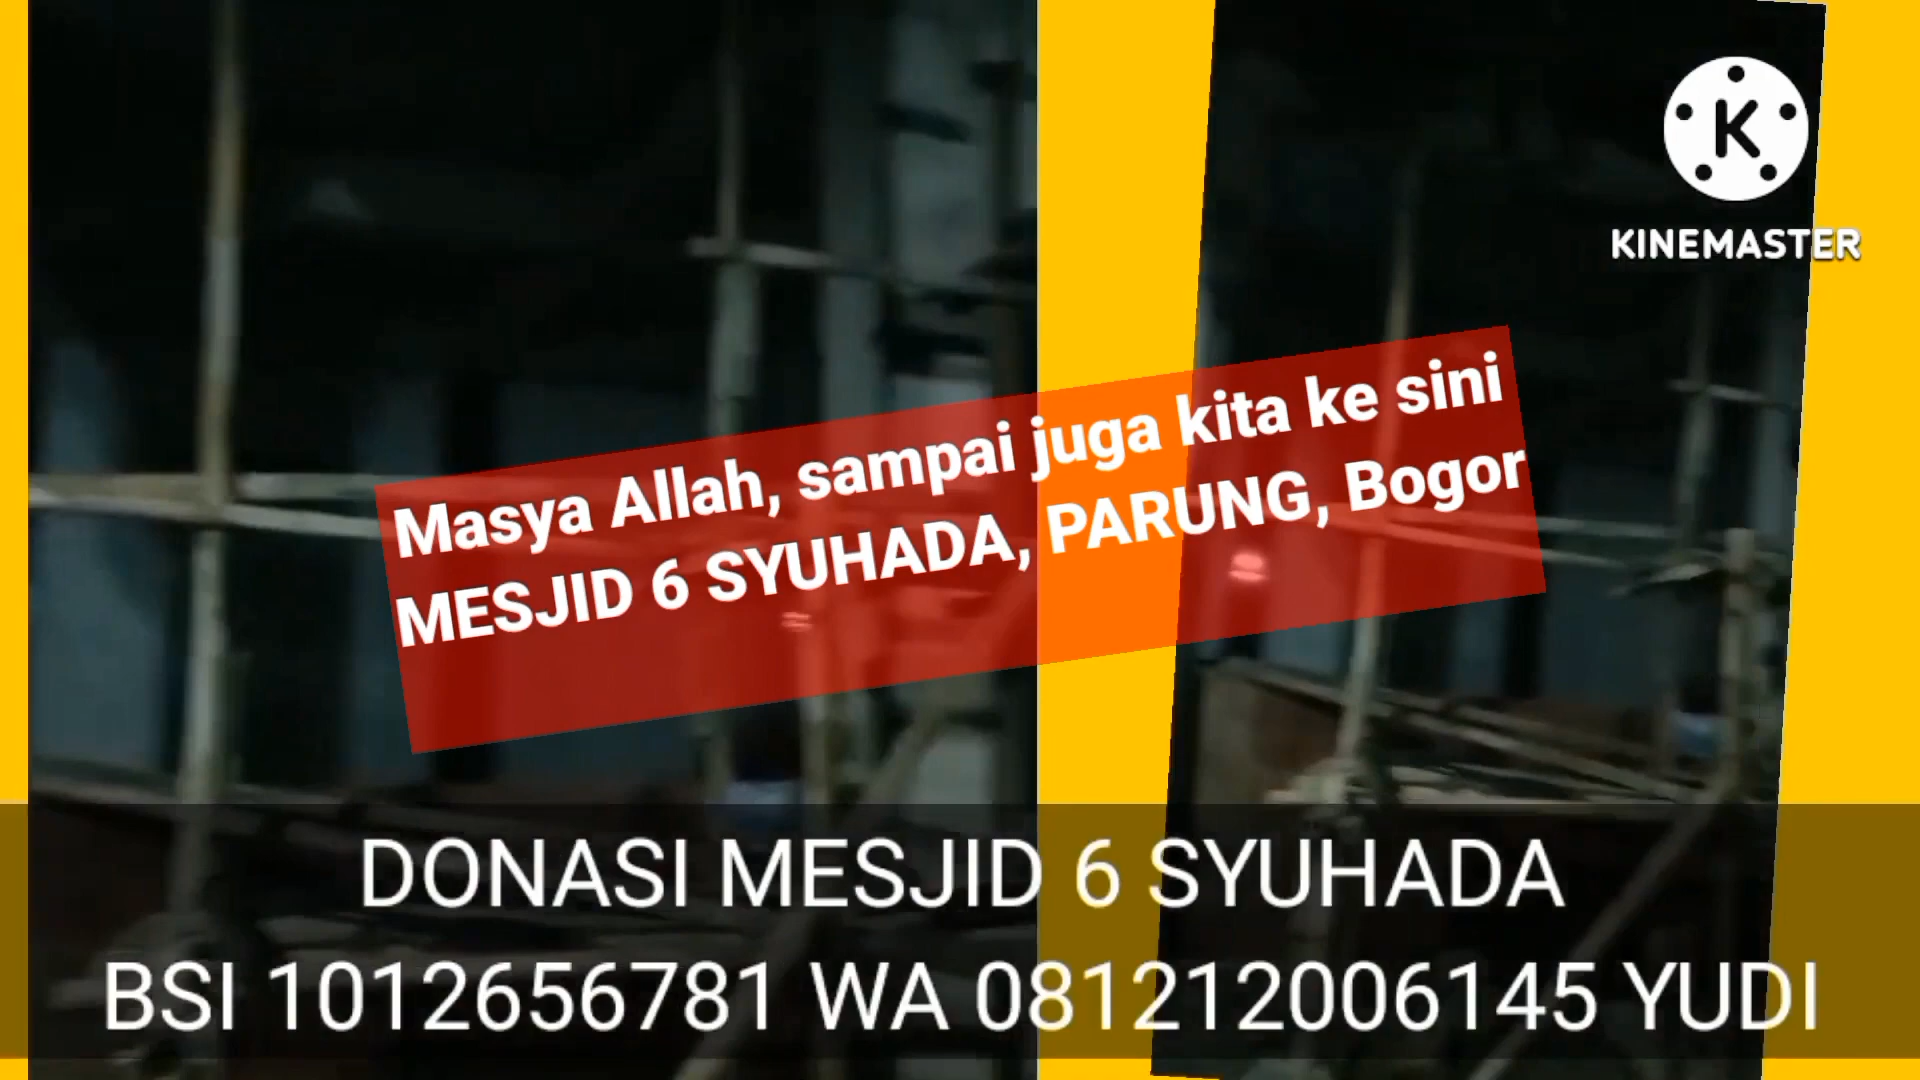 KINEMASTER
Masya Allah, sampai juga kita ke sini
MESJID 6 SYUHADA, PARUNG, Bogor
DONASI MESJID 6 SYUHADA
BSI 1012656781 WA 081212006145 YUDI